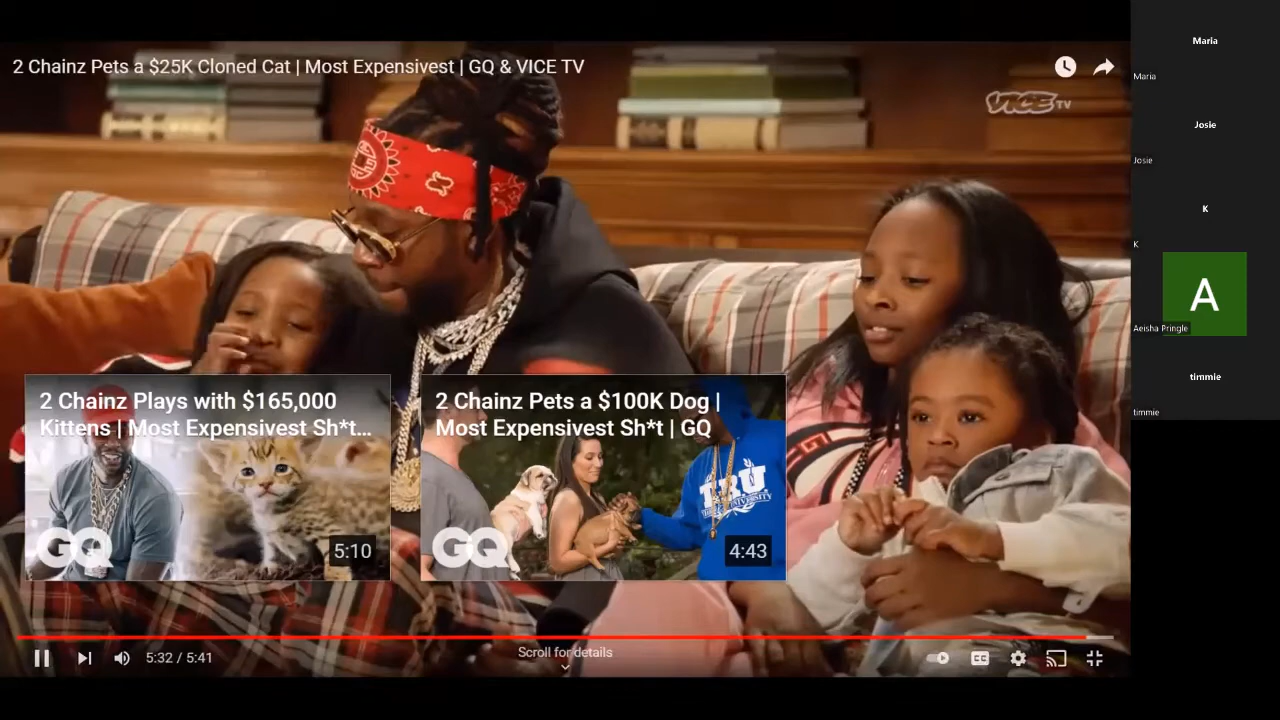 2 Chainz Pets a $25K Cloned Cat | Most Expensivest | GQ & VICE TV
VICE TV
2 Chainz Plays with $165,000
Kittens | Most Expensivest Sh*t...
GQ
5:10
2 Chainz Pets a $100K Dog |
Most Expensivest Sh*t | GQ
GQ
4:43
5:32 / 5:41
Scroll for details
CC
Maria
Maria
Josie
Josie
K
K
A
Aeisha Pringle
timmie
timmie